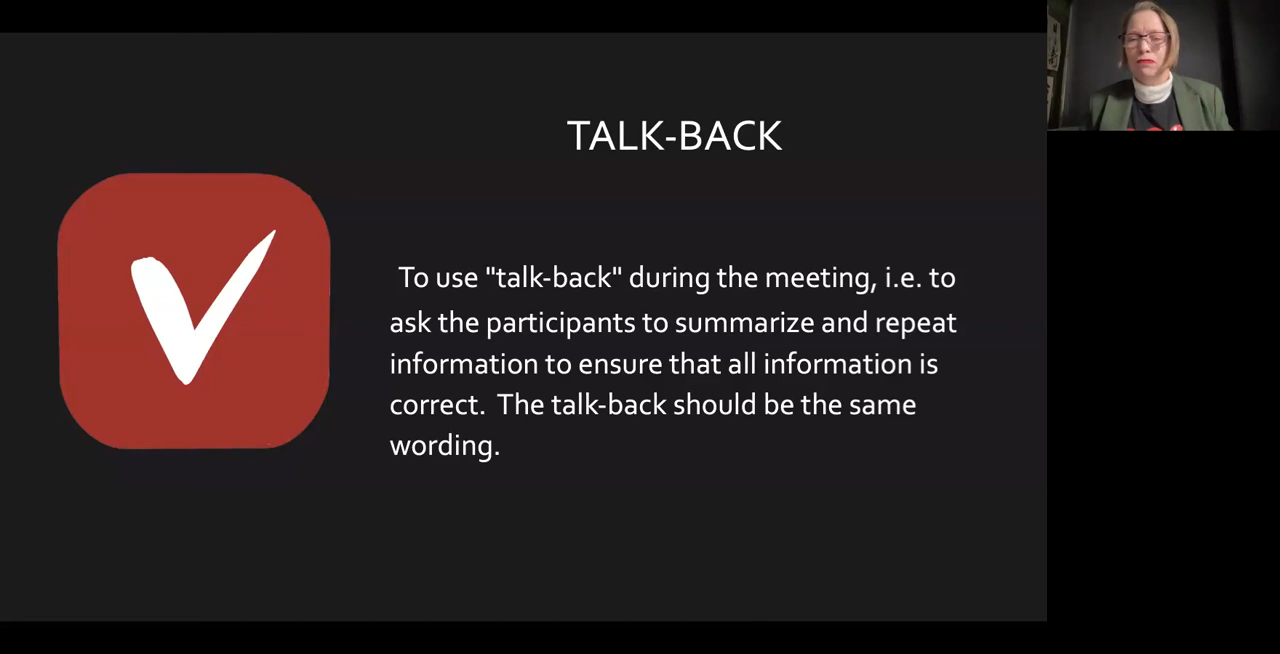 TALK-BACK
To use "talk-back" during the meeting, i.e. to
ask the participants to summarize and repeat
information to ensure that all information is
correct.  The talk-back should be the same
wording.